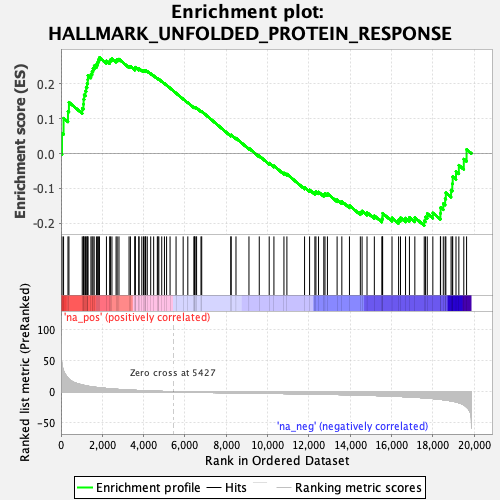 Enrichment plot:
HALLMARK_UNFOLDED_PROTEIN_RESPONSE
Enrichment score (ES)
0.2
0.1
0.0
-0.1
-0.2
'na_pos' (positively correlated)
Ranked list metric (PreRanked)
100
50
0
-50
Zero cross at 5427
'na_neg' (negatively correlated)
0
2,000
4,000
6,000
8,000
10,000
12,000
14,000
16,000
18,000
20,000
Rank in Ordered Dataset
Enrichment profile
Hits
Ranking metric scores